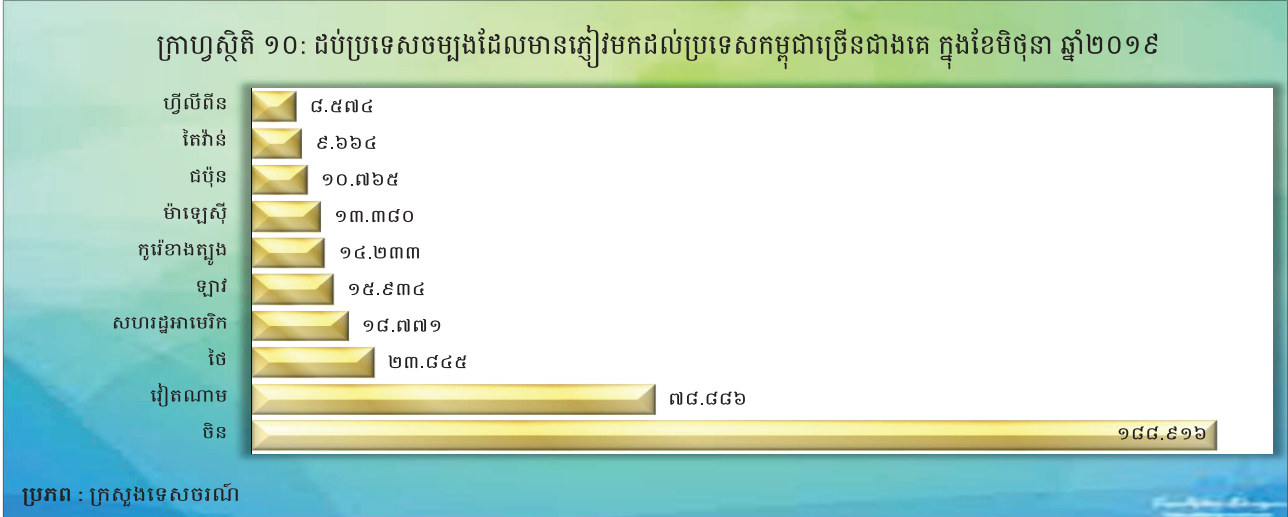 ក្រាហ្វស្ថិតិ ១០: ដប់ប្រទេសចម្បងដែលមានភ្ញៀវមកដល់ប្រទេសកម្ពុជាច្រើនជាងគេ ក្នុងខែមិថុនា ឆ្នាំ២០១៩
ហ្វីលីពីន ៨.៥៧៤
តៃវ៉ាន់ ៩.៦៦៤
ជប៉ុន ១០.៧៦៥
ម៉ាឡេស៊ី ១៣.៣៨០
កូរ៉េខាងត្បូង ១៤.២៣៣
ឡាវ ១៥.៩៣៤
សហរដ្ឋអាមេរិក ១៨.៧៧១
ថៃ ២៣.៨៤៥
វៀតណាម ៧៨.៨៨៦
ចិន ១៨៨.៩១៦
ប្រភព : ក្រសួងទេសចរណ៍